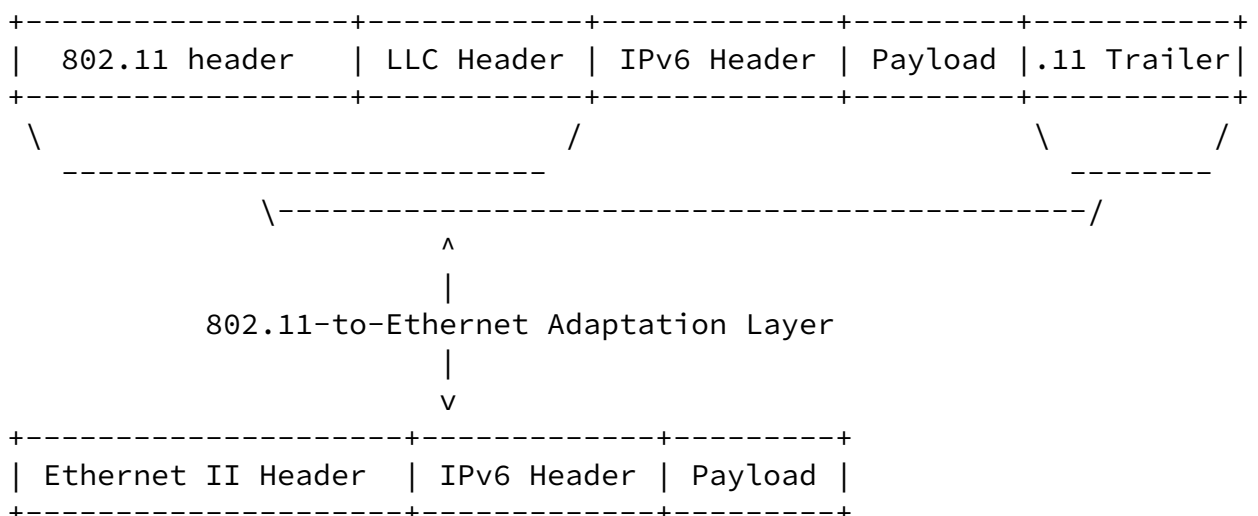 +------------------+------------+-------------+---------+-----------+
|  802.11 header   | LLC Header | IPv6 Header | Payload |.11 Trailer|
+------------------+------------+-------------+---------+-----------+
 \                             /                         \         /
   ---------------------------                             --------
              \---------------------------------------------/
                        ^
                        |
           802.11-to-Ethernet Adaptation Layer
                        |
                        v
+---------------------+-------------+---------+
| Ethernet II Header  | IPv6 Header | Payload |
+---------------------+-------------+---------+